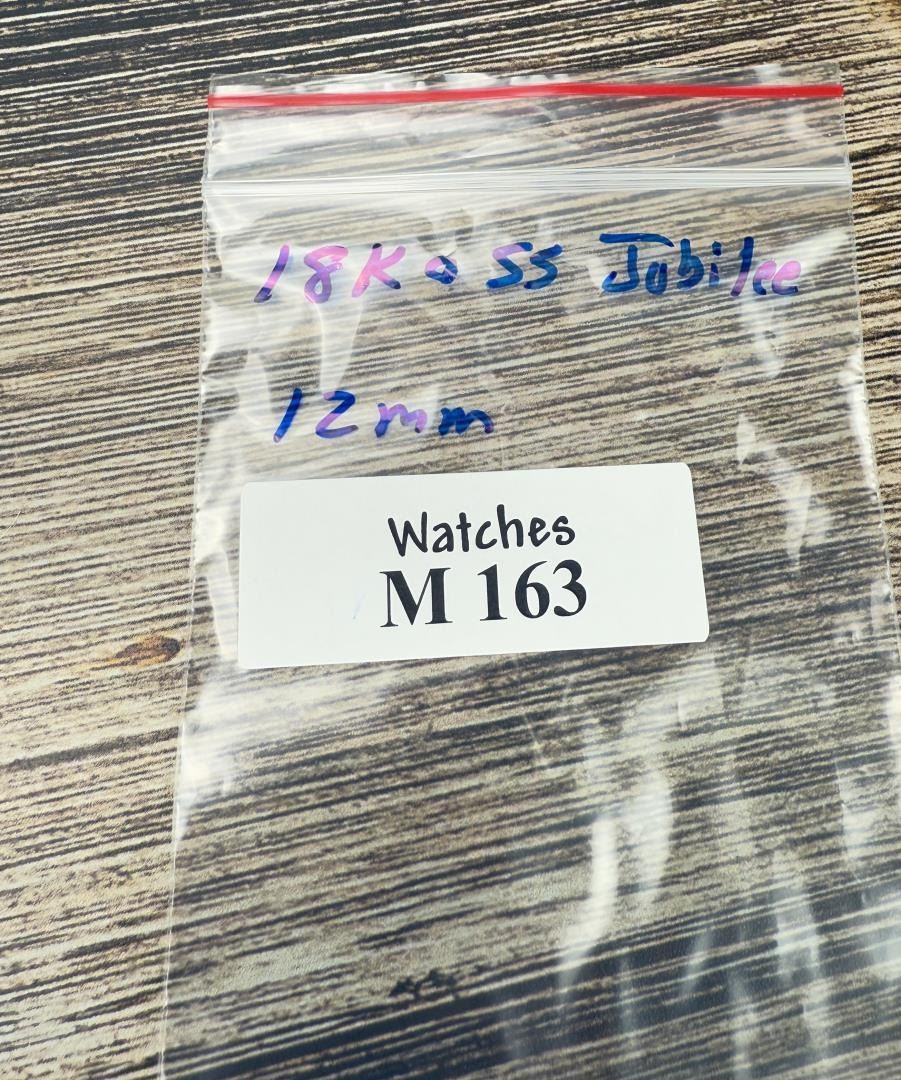 18K & SS Jubilee
12mm
Watches
M 163